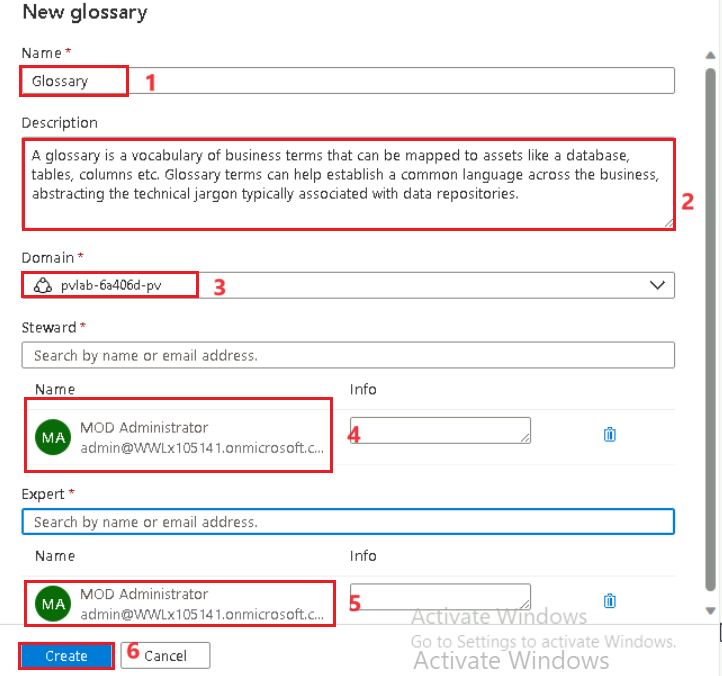 New glossary
Name *
Glossary
1
Description
A glossary is a vocabulary of business terms that can be mapped to assets like a database,
tables, columns etc. Glossary terms can help establish a common language across the business,
abstracting the technical jargon typically associated with data repositories.
2
Domain *
pvlab-6a406d-pv
3
Steward *
Search by name or email address.
Name Info
MA MOD Administrator
admin@WWLx105141.onmicrosoft.c...
4
Expert *
Search by name or email address.
Name Info
MA MOD Administrator
admin@WWLx105141.onmicrosoft.c...
5
Activate Windows
Go to Settings to activate Windows.
Activate Windows
Create 6 Cancel